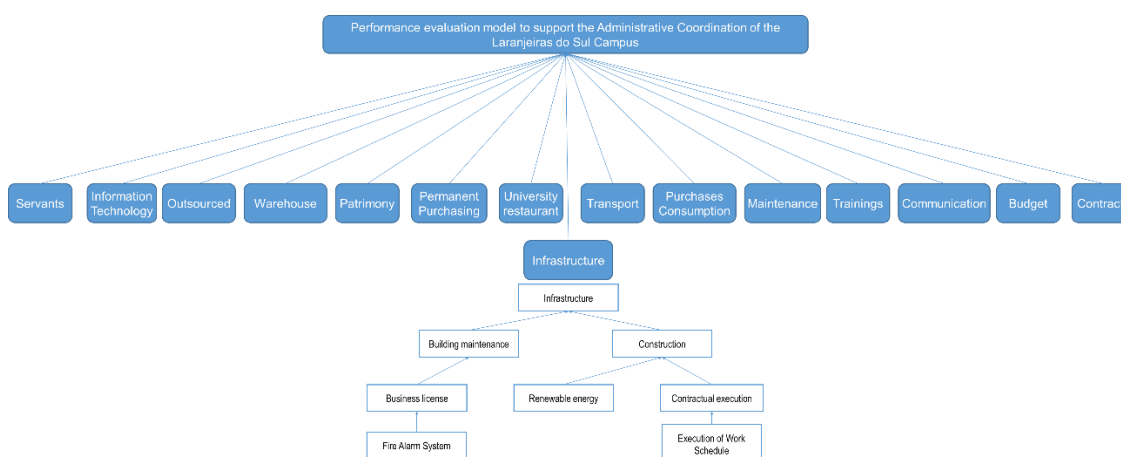 Performance evaluation model to support the Administrative Coordination of the
Laranjeiras do Sul Campus
Servants
Information
Technology
Outsourced
Warehouse
Patrimony
Permanent
Purchasing
University
restaurant
Transport
Purchases
Consumption
Maintenance
Trainings
Communication
Budget
Contract
Infrastructure
Infrastructure
Building maintenance
Construction
Business license
Renewable energy
Contractual execution
Fire Alarm System
Execution of Work
Schedule